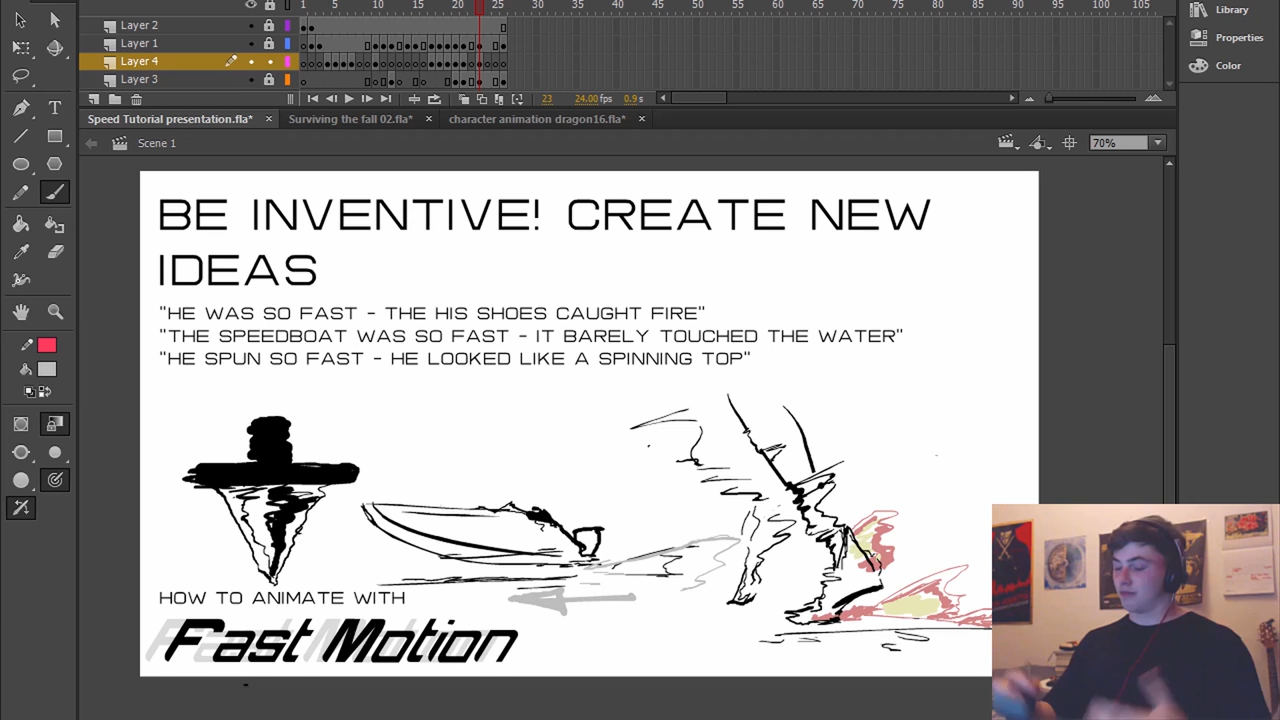 1 5 10 15 20 25 30 35 40 45 50 55 60 65 70 75 80 85 90 95 100 105
Library
Layer 2
Layer 1
Properties
Layer 4
Color
Layer 3
23 24.00 fps 0.9 s
Speed Tutorial presentation.fla* × Surviving the fall 02.fla* × character animation dragon16.fla* ×
Scene 1
70%
BE INVENTIVE! CREATE NEW
IDEAS
"HE WAS SO FAST - THE HIS SHOES CAUGHT FIRE"
"THE SPEEDBOAT WAS SO FAST - IT BARELY TOUCHED THE WATER"
"HE SPUN SO FAST - HE LOOKED LIKE A SPINNING TOP"
HOW TO ANIMATE WITH
Fast Motion